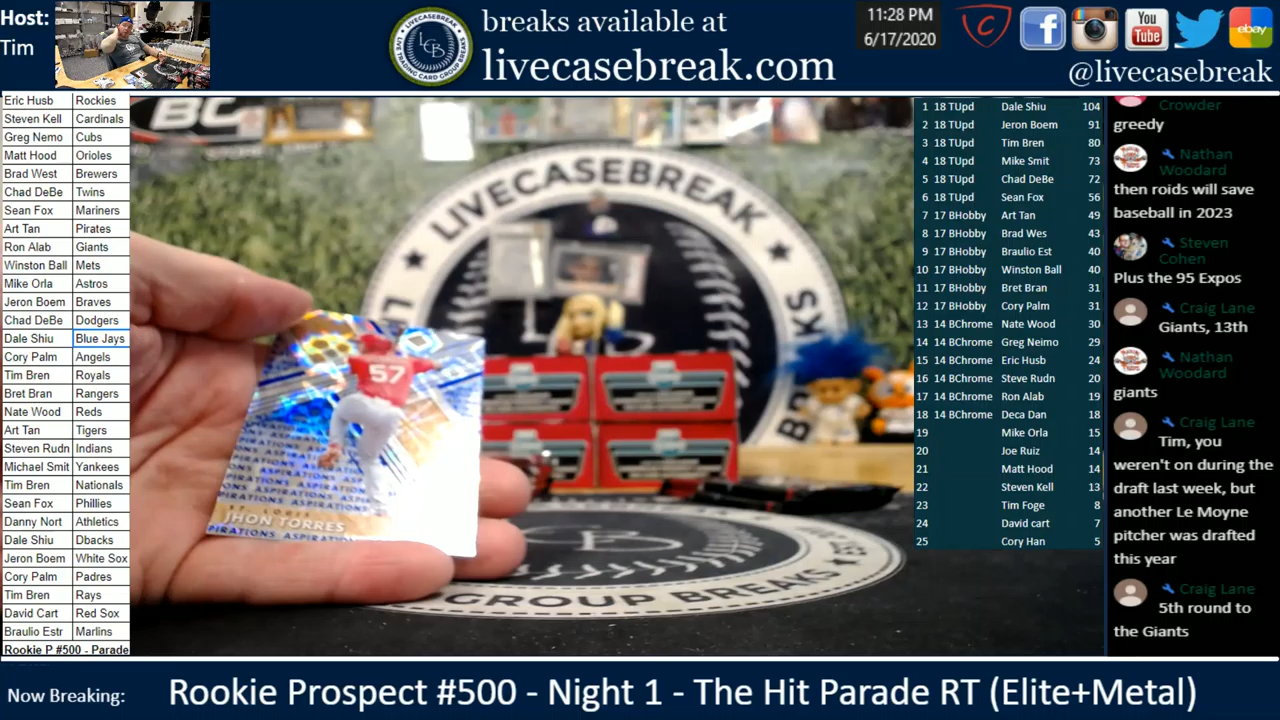 Host:
Tim
breaks available at
livecasebreak.com
11:28 PM
6/17/2020
You
Tube
ebay
@livecasebreak
LCB
Eric Husb Rockies
Steven Kell Cardinals
Greg Nemo Cubs
Matt Hood Orioles
Brad West Brewers
Chad DeBe Twins
Sean Fox Mariners
Art Tan Pirates
Ron Alab Giants
Winston Ball Mets
Mike Orla Astros
Jeron Boem Braves
Chad DeBe Dodgers
Dale Shiu Blue Jays
Cory Palm Angels
Tim Bren Royals
Bret Bran Rangers
Nate Wood Reds
Art Tan Tigers
Steven Rudn Indians
Michael Smit Yankees
Tim Bren Nationals
Sean Fox Phillies
Danny Nort Athletics
Dale Shiu Dbacks
Jeron Boem White Sox
Cory Palm Padres
Tim Bren Rays
David Cart Red Sox
Braulio Estr Marlins
Rookie P #500 - Parade
LIVECASEBREAK
57
ASPIRATIONS
JHON TORRES
GROUP BREAKS
1 18 TUpd Dale Shiu 104
2 18 TUpd Jeron Boem 91
3 18 TUpd Tim Bren 80
4 18 TUpd Mike Smit 73
5 18 TUpd Chad DeBe 72
6 18 TUpd Sean Fox 56
7 17 BHobby Art Tan 49
8 17 BHobby Brad Wes 43
9 17 BHobby Braulio Est 40
10 17 BHobby Winston Ball 40
11 17 BHobby Bret Bran 31
12 17 BHobby Cory Palm 31
13 14 BChrome Nate Wood 30
14 14 BChrome Greg Neimo 29
15 14 BChrome Eric Husb 24
16 14 BChrome Steve Rudn 20
17 14 BChrome Ron Alab 19
18 14 BChrome Deca Dan 18
19 Mike Orla 15
20 Joe Ruiz 14
21 Matt Hood 14
22 Steven Kell 13
23 Tim Foge 8
24 David cart 7
25 Cory Han 5
Crowder
greedy
Nathan
Woodard
then roids will save
baseball in 2023
Steven
Cohen
Plus the 95 Expos
Craig Lane
Giants, 13th
Nathan
Woodard
giants
Craig Lane
Tim, you
weren't on during the
draft last week, but
another Le Moyne
pitcher was drafted
this year
Craig Lane
5th round to
the Giants
Now Breaking:
Rookie Prospect #500 - Night 1 - The Hit Parade RT (Elite+Metal)